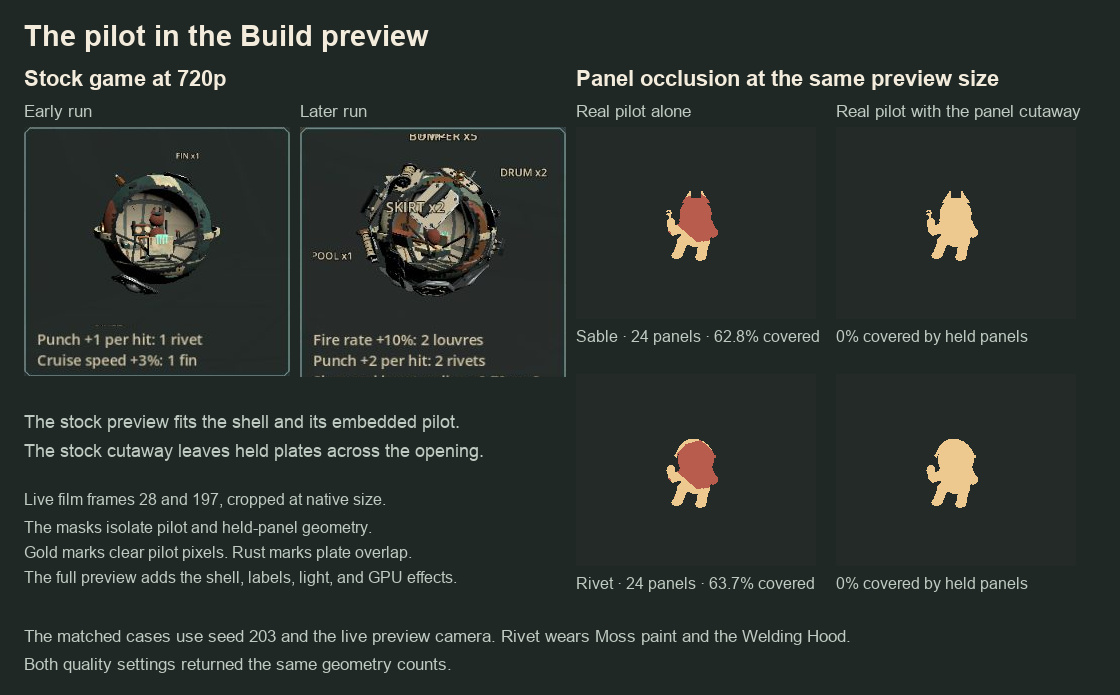 The pilot in the Build preview
Stock game at 720p
Early run
Later run
FIN x1
Punch +1 per hit: 1 rivet
Cruise speed +3%: 1 fin
BUMPER x5
DRUM x2
SKIRT x2
POOL x1
Fire rate +10%: 2 louvres
Punch +2 per hit: 2 rivets
The stock preview fits the shell and its embedded pilot.
The stock cutaway leaves held plates across the opening.
Live film frames 28 and 197, cropped at native size.
The masks isolate pilot and held-panel geometry.
Gold marks clear pilot pixels. Rust marks plate overlap.
The full preview adds the shell, labels, light, and GPU effects.
Panel occlusion at the same preview size
Real pilot alone
Real pilot with the panel cutaway
Sable · 24 panels · 62.8% covered
0% covered by held panels
Rivet · 24 panels · 63.7% covered
0% covered by held panels
The matched cases use seed 203 and the live preview camera. Rivet wears Moss paint and the Welding Hood.
Both quality settings returned the same geometry counts.